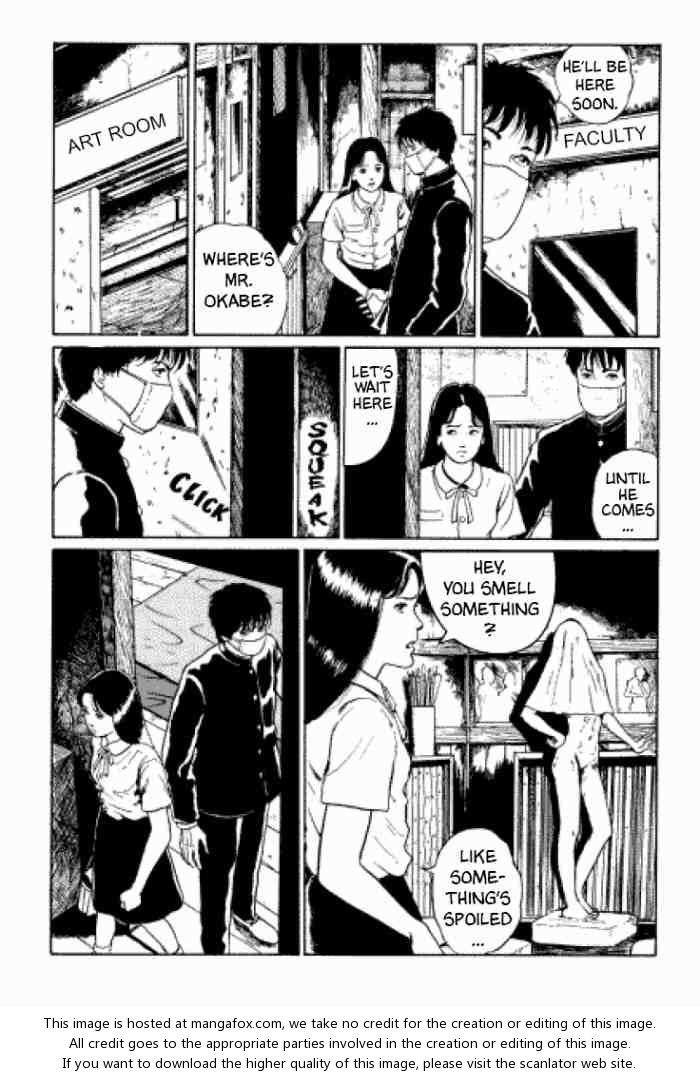 ART ROOM
WHERE'S
MR.
OKABE?
HE'LL BE
HERE
SOON.
FACULTY
CLICK
SQUEAK
LET'S
WAIT
HERE
...
UNTIL
HE
COMES
...
HEY,
YOU SMELL
SOMETHING
?
LIKE
SOME-
THING'S
SPOILED
...
This image is hosted at mangafox.com, we take no credit for the creation or editing of this image.
All credit goes to the appropriate parties involved in the creation or editing of this image.
If you want to download the higher quality of this image, please visit the scanlator web site.